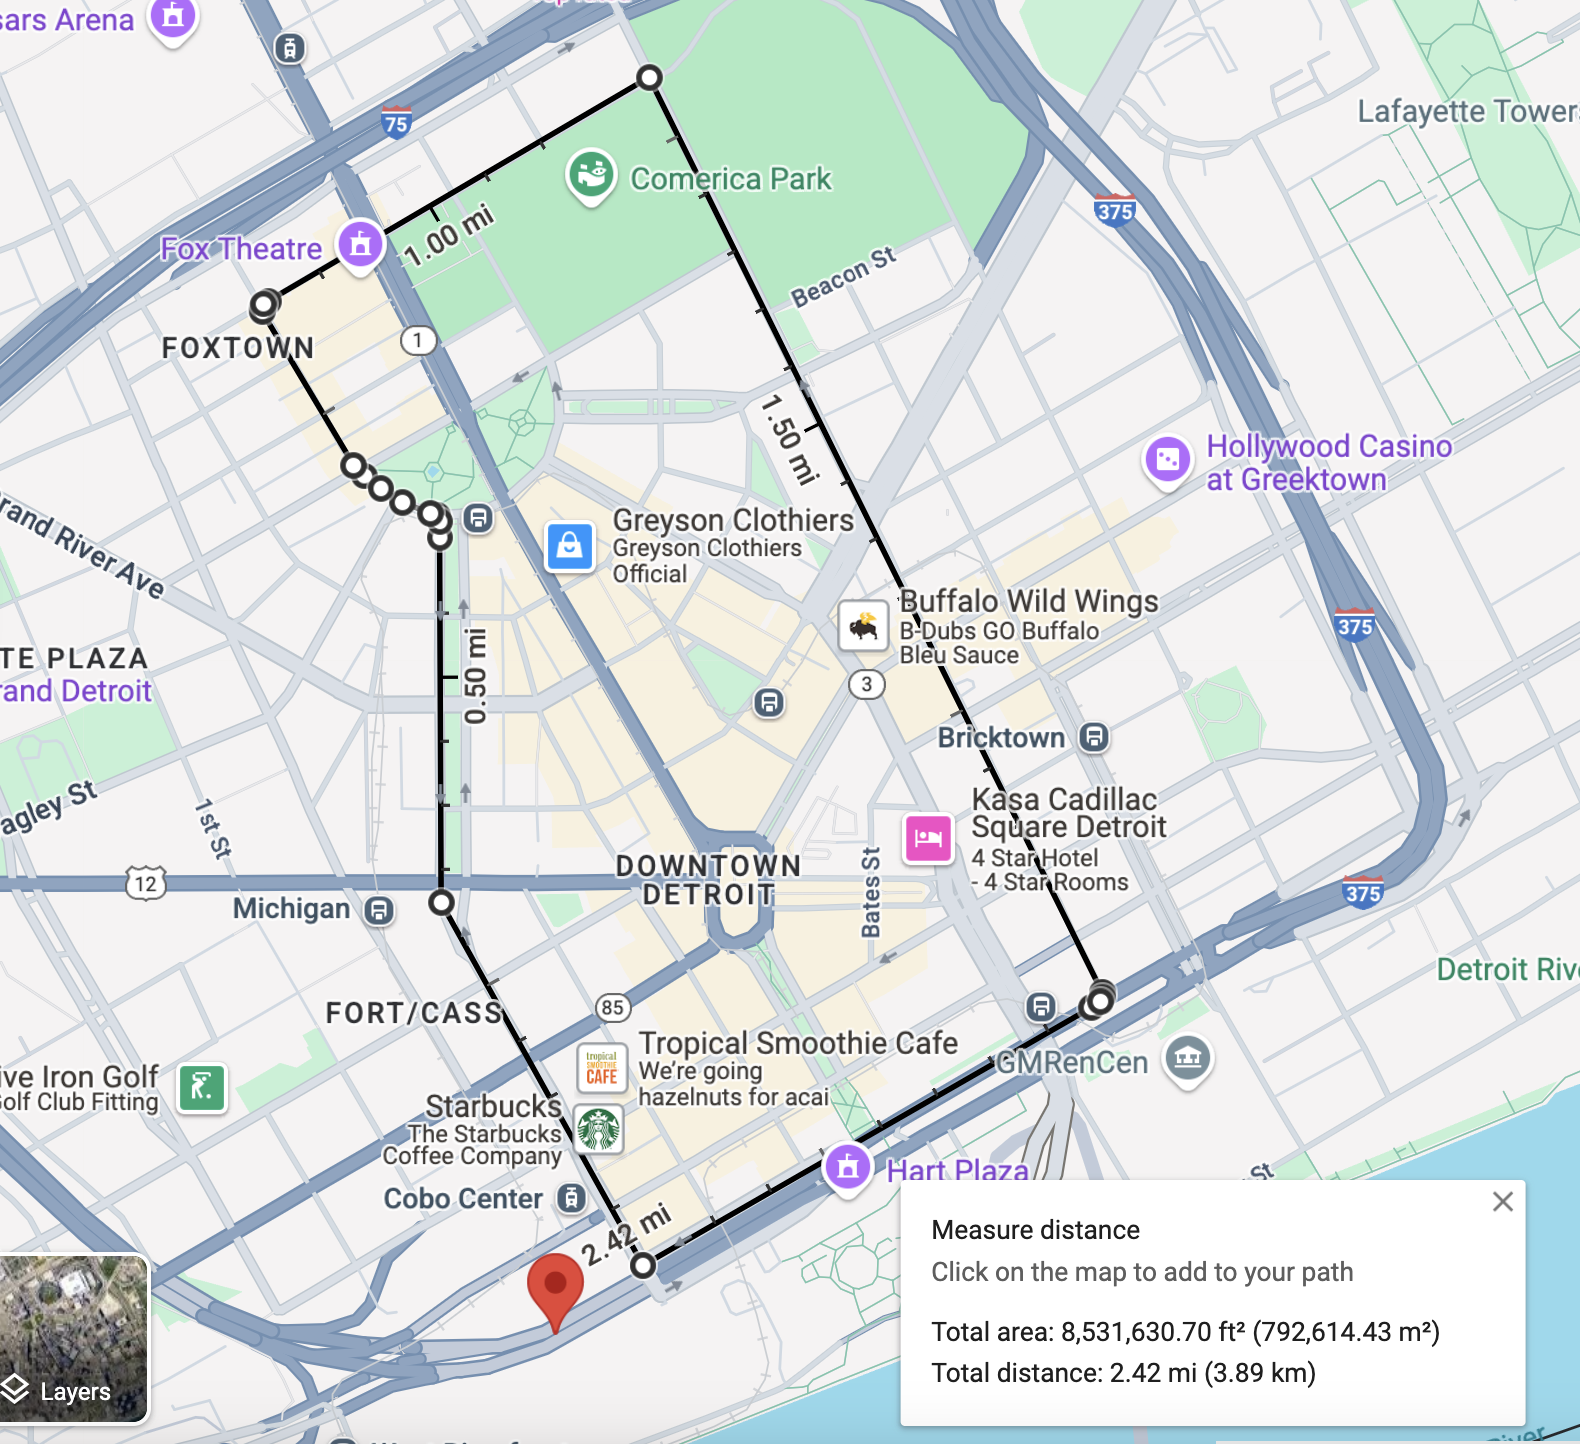 sars Arena
75
Lafayette Tower
Comerica Park
375
Fox Theatre
1.00 mi
Beacon St
FOXTOWN
1
1.50 mi
Hollywood Casino
at Greektown
rand River Ave
Greyson Clothiers
Greyson Clothiers
Official
Buffalo Wild Wings
B-Dubs GO Buffalo
Bleu Sauce
375
TE PLAZA
rand Detroit
0.50 mi
3
Bricktown
agley St
1st St
Kasa Cadillac
Square Detroit
4 Star Hotel
- 4 Star Rooms
DOWNTOWN
DETROIT
Bates St
12
375
Michigan
Detroit Riv
FORT/CASS
85
Tropical Smoothie Cafe
We're going
hazelnuts for acai
tropical
SMOOTHIE
CAFE
GMRenCen
ive Iron Golf
Golf Club Fitting
Starbucks
The Starbucks
Coffee Company
Hart Plaza
St
Cobo Center
2.42 mi
Measure distance
Click on the map to add to your path
Total area: 8,531,630.70 ft² (792,614.43 m²)
Total distance: 2.42 mi (3.89 km)
Layers
River